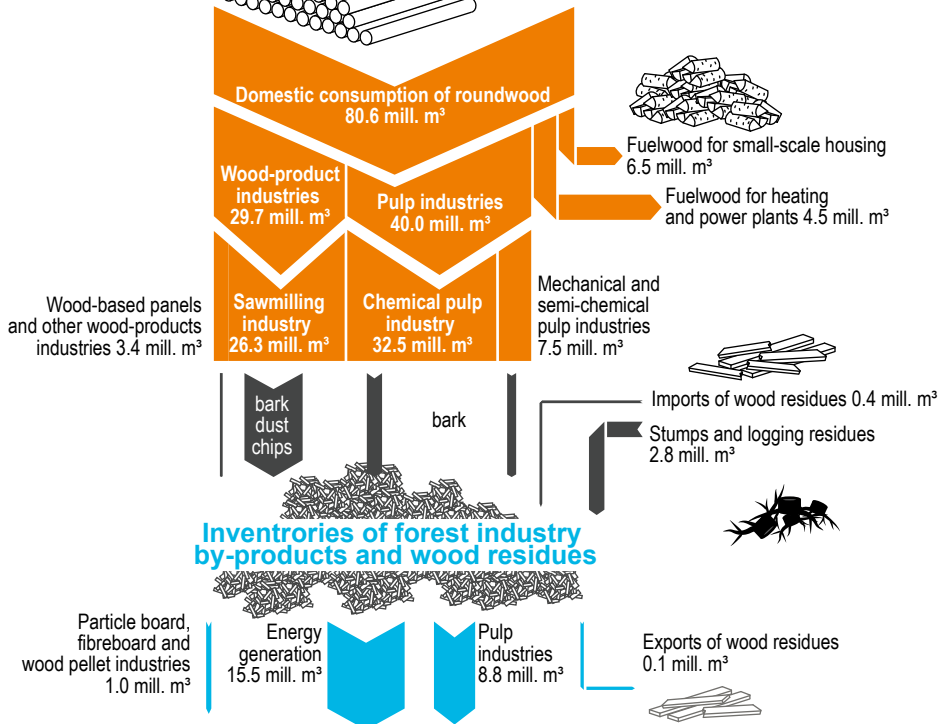 Domestic consumption of roundwood
80.6 mill. m³
Fuelwood for small-scale housing
6.5 mill. m³
Wood-product
industries
29.7 mill. m³
Pulp industries
40.0 mill. m³
Fuelwood for heating
and power plants 4.5 mill. m³
Wood-based panels
and other wood-products
industries 3.4 mill. m³
Sawmilling
industry
26.3 mill. m³
Chemical pulp
industry
32.5 mill. m³
Mechanical and
semi-chemical
pulp industries
7.5 mill. m³
bark
dust
chips
bark
Imports of wood residues 0.4 mill. m³
Stumps and logging residues
2.8 mill. m³
Inventrories of forest industry
by-products and wood residues
Particle board,
fibreboard and
wood pellet industries
1.0 mill. m³
Energy
generation
15.5 mill. m³
Pulp
industries
8.8 mill. m³
Exports of wood residues
0.1 mill. m³